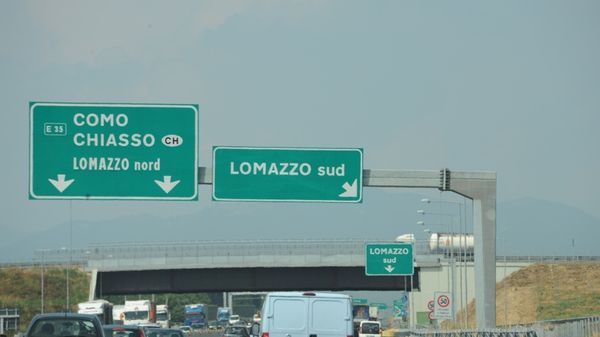 COMO
E 35
CHIASSO CH
LOMAZZO nord
LOMAZZO sud
LOMAZZO
sud
50